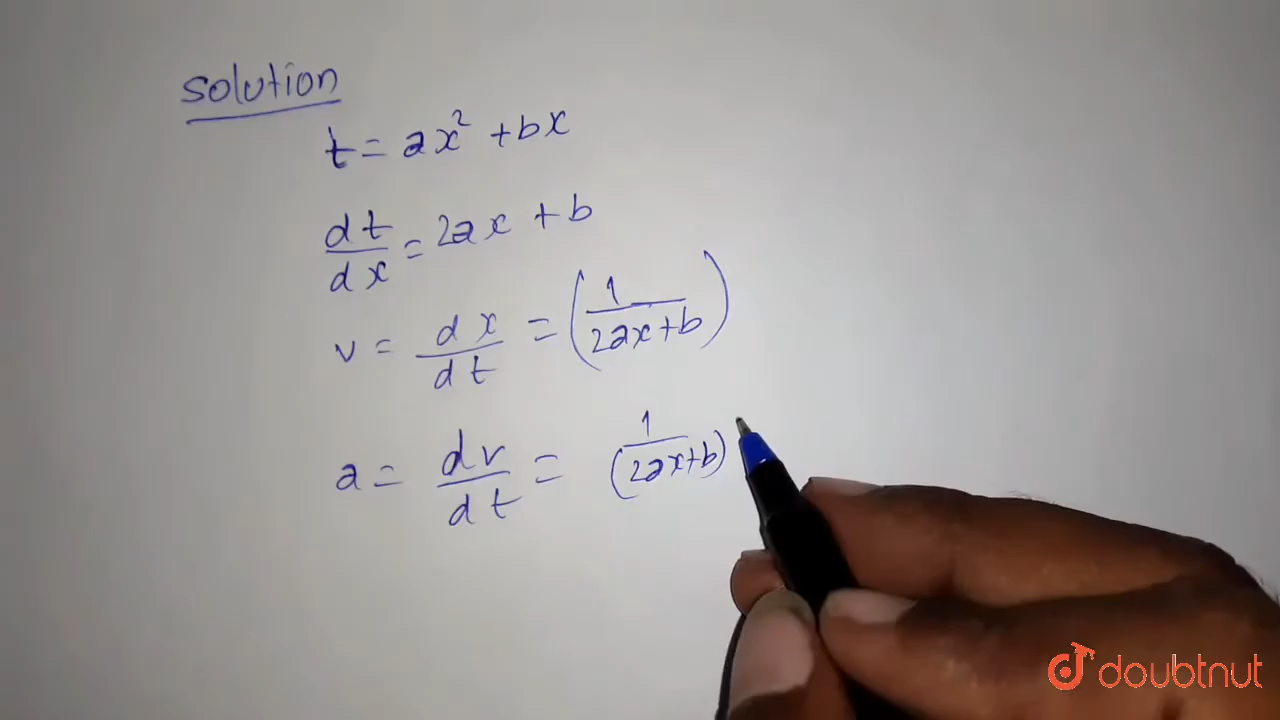 solution
t = ax² + bx
dt/dx = 2ax + b
v = dx/dt = (1/(2ax+b))
a = dv/dt = 1/(2ax+b)
doubtnut